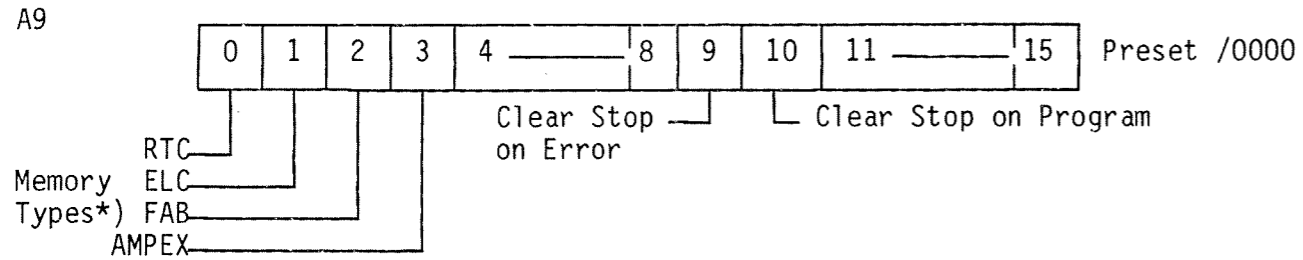 A9
0 1 2 3 4 8 9 10 11 15 Preset /0000
Clear Stop on Error
Clear Stop on Program
RTC
Memory Types*)
ELC
FAB
AMPEX